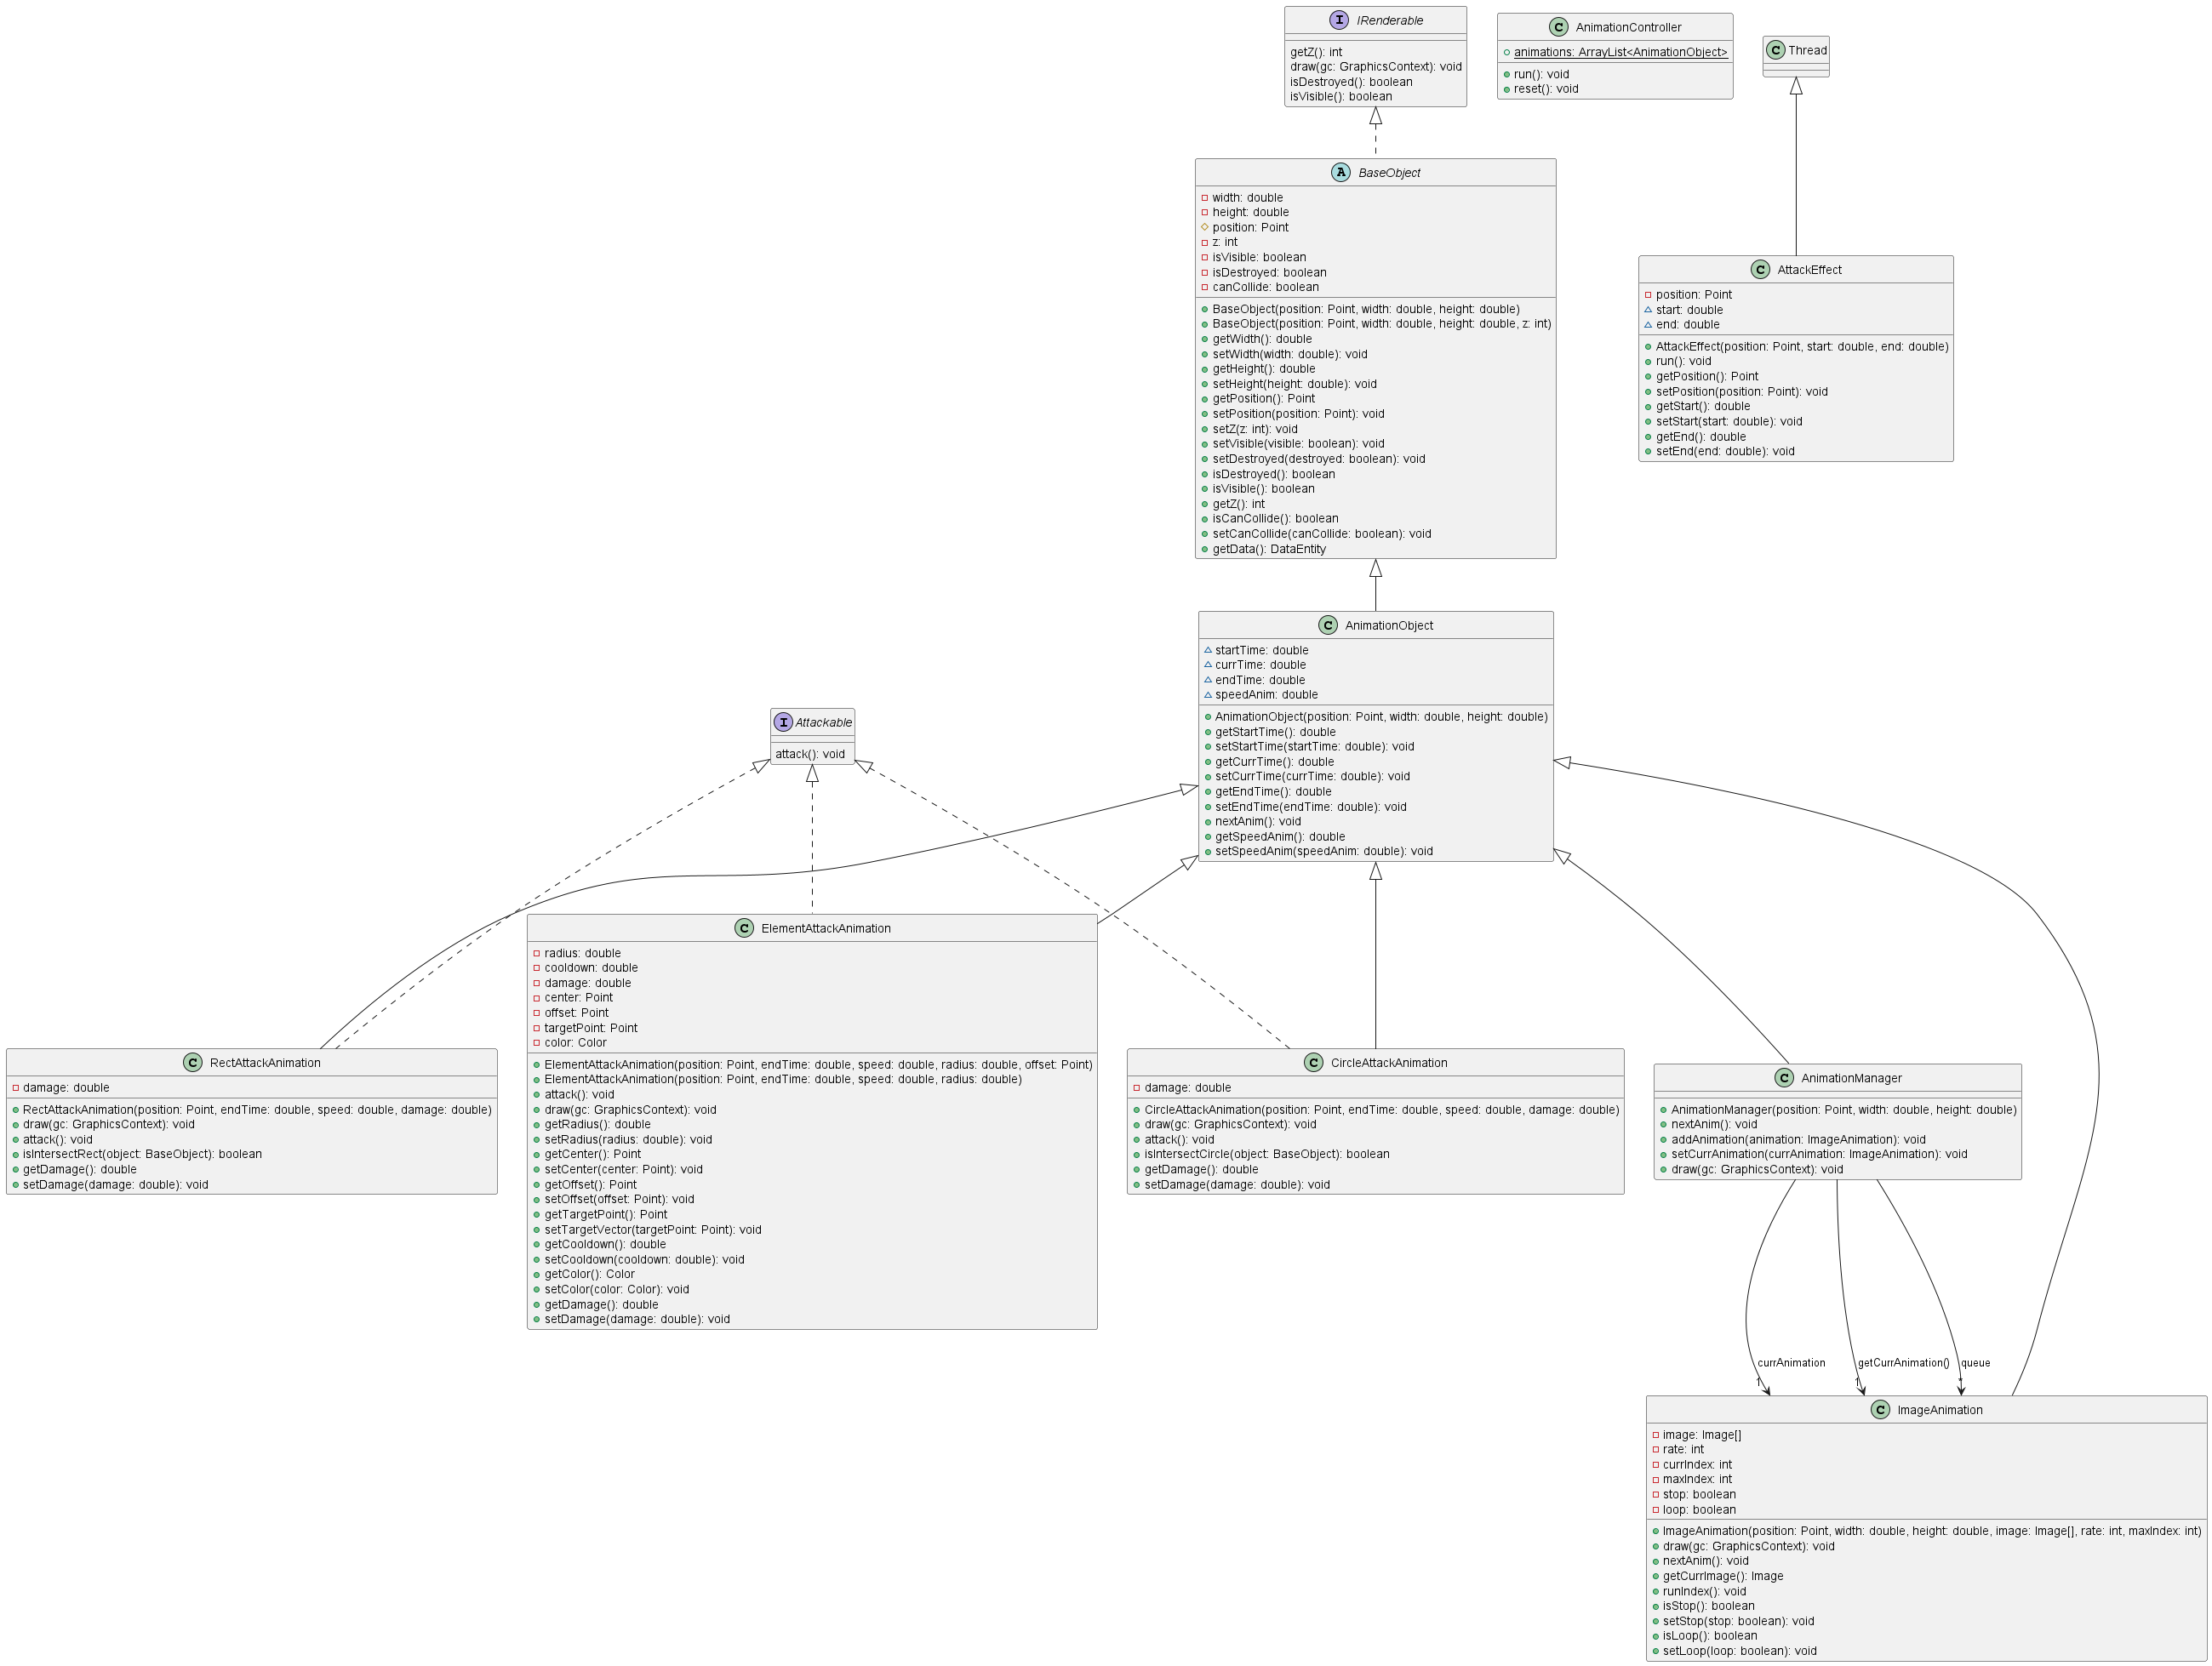 I IRenderable
getZ(): int
draw(gc: GraphicsContext): void
isDestroyed(): boolean
isVisible(): boolean
C AnimationController
animations: ArrayList<AnimationObject>
run(): void
reset(): void
C Thread
A BaseObject
width: double
height: double
position: Point
z: int
isVisible: boolean
isDestroyed: boolean
canCollide: boolean
BaseObject(position: Point, width: double, height: double)
BaseObject(position: Point, width: double, height: double, z: int)
getWidth(): double
setWidth(width: double): void
getHeight(): double
setHeight(height: double): void
getPosition(): Point
setPosition(position: Point): void
setZ(z: int): void
setVisible(visible: boolean): void
setDestroyed(destroyed: boolean): void
isDestroyed(): boolean
isVisible(): boolean
getZ(): int
isCanCollide(): boolean
setCanCollide(canCollide: boolean): void
getData(): DataEntity
C AttackEffect
position: Point
~ start: double
~ end: double
AttackEffect(position: Point, start: double, end: double)
run(): void
getPosition(): Point
setPosition(position: Point): void
getStart(): double
setStart(start: double): void
getEnd(): double
setEnd(end: double): void
C AnimationObject
~ startTime: double
~ currTime: double
~ endTime: double
~ speedAnim: double
AnimationObject(position: Point, width: double, height: double)
getStartTime(): double
setStartTime(startTime: double): void
getCurrTime(): double
setCurrTime(currTime: double): void
getEndTime(): double
setEndTime(endTime: double): void
nextAnim(): void
getSpeedAnim(): double
setSpeedAnim(speedAnim: double): void
I Attackable
attack(): void
C RectAttackAnimation
damage: double
RectAttackAnimation(position: Point, endTime: double, speed: double, damage: double)
draw(gc: GraphicsContext): void
attack(): void
isIntersectRect(object: BaseObject): boolean
getDamage(): double
setDamage(damage: double): void
C ElementAttackAnimation
radius: double
cooldown: double
damage: double
center: Point
offset: Point
targetPoint: Point
color: Color
ElementAttackAnimation(position: Point, endTime: double, speed: double, radius: double, offset: Point)
ElementAttackAnimation(position: Point, endTime: double, speed: double, radius: double)
attack(): void
draw(gc: GraphicsContext): void
getRadius(): double
setRadius(radius: double): void
getCenter(): Point
setCenter(center: Point): void
getOffset(): Point
setOffset(offset: Point): void
getTargetPoint(): Point
setTargetVector(targetPoint: Point): void
getCooldown(): double
setCooldown(cooldown: double): void
getColor(): Color
setColor(color: Color): void
getDamage(): double
setDamage(damage: double): void
C CircleAttackAnimation
damage: double
CircleAttackAnimation(position: Point, endTime: double, speed: double, damage: double)
draw(gc: GraphicsContext): void
attack(): void
isIntersectCircle(object: BaseObject): boolean
getDamage(): double
setDamage(damage: double): void
C AnimationManager
AnimationManager(position: Point, width: double, height: double)
nextAnim(): void
addAnimation(animation: ImageAnimation): void
setCurrAnimation(currAnimation: ImageAnimation): void
draw(gc: GraphicsContext): void
currAnimation
getCurrAnimation()
queue
1
1
*
C ImageAnimation
image: Image[]
rate: int
currIndex: int
maxIndex: int
stop: boolean
loop: boolean
ImageAnimation(position: Point, width: double, height: double, image: Image[], rate: int, maxIndex: int)
draw(gc: GraphicsContext): void
nextAnim(): void
getCurrImage(): Image
runIndex(): void
isStop(): boolean
setStop(stop: boolean): void
isLoop(): boolean
setLoop(loop: boolean): void